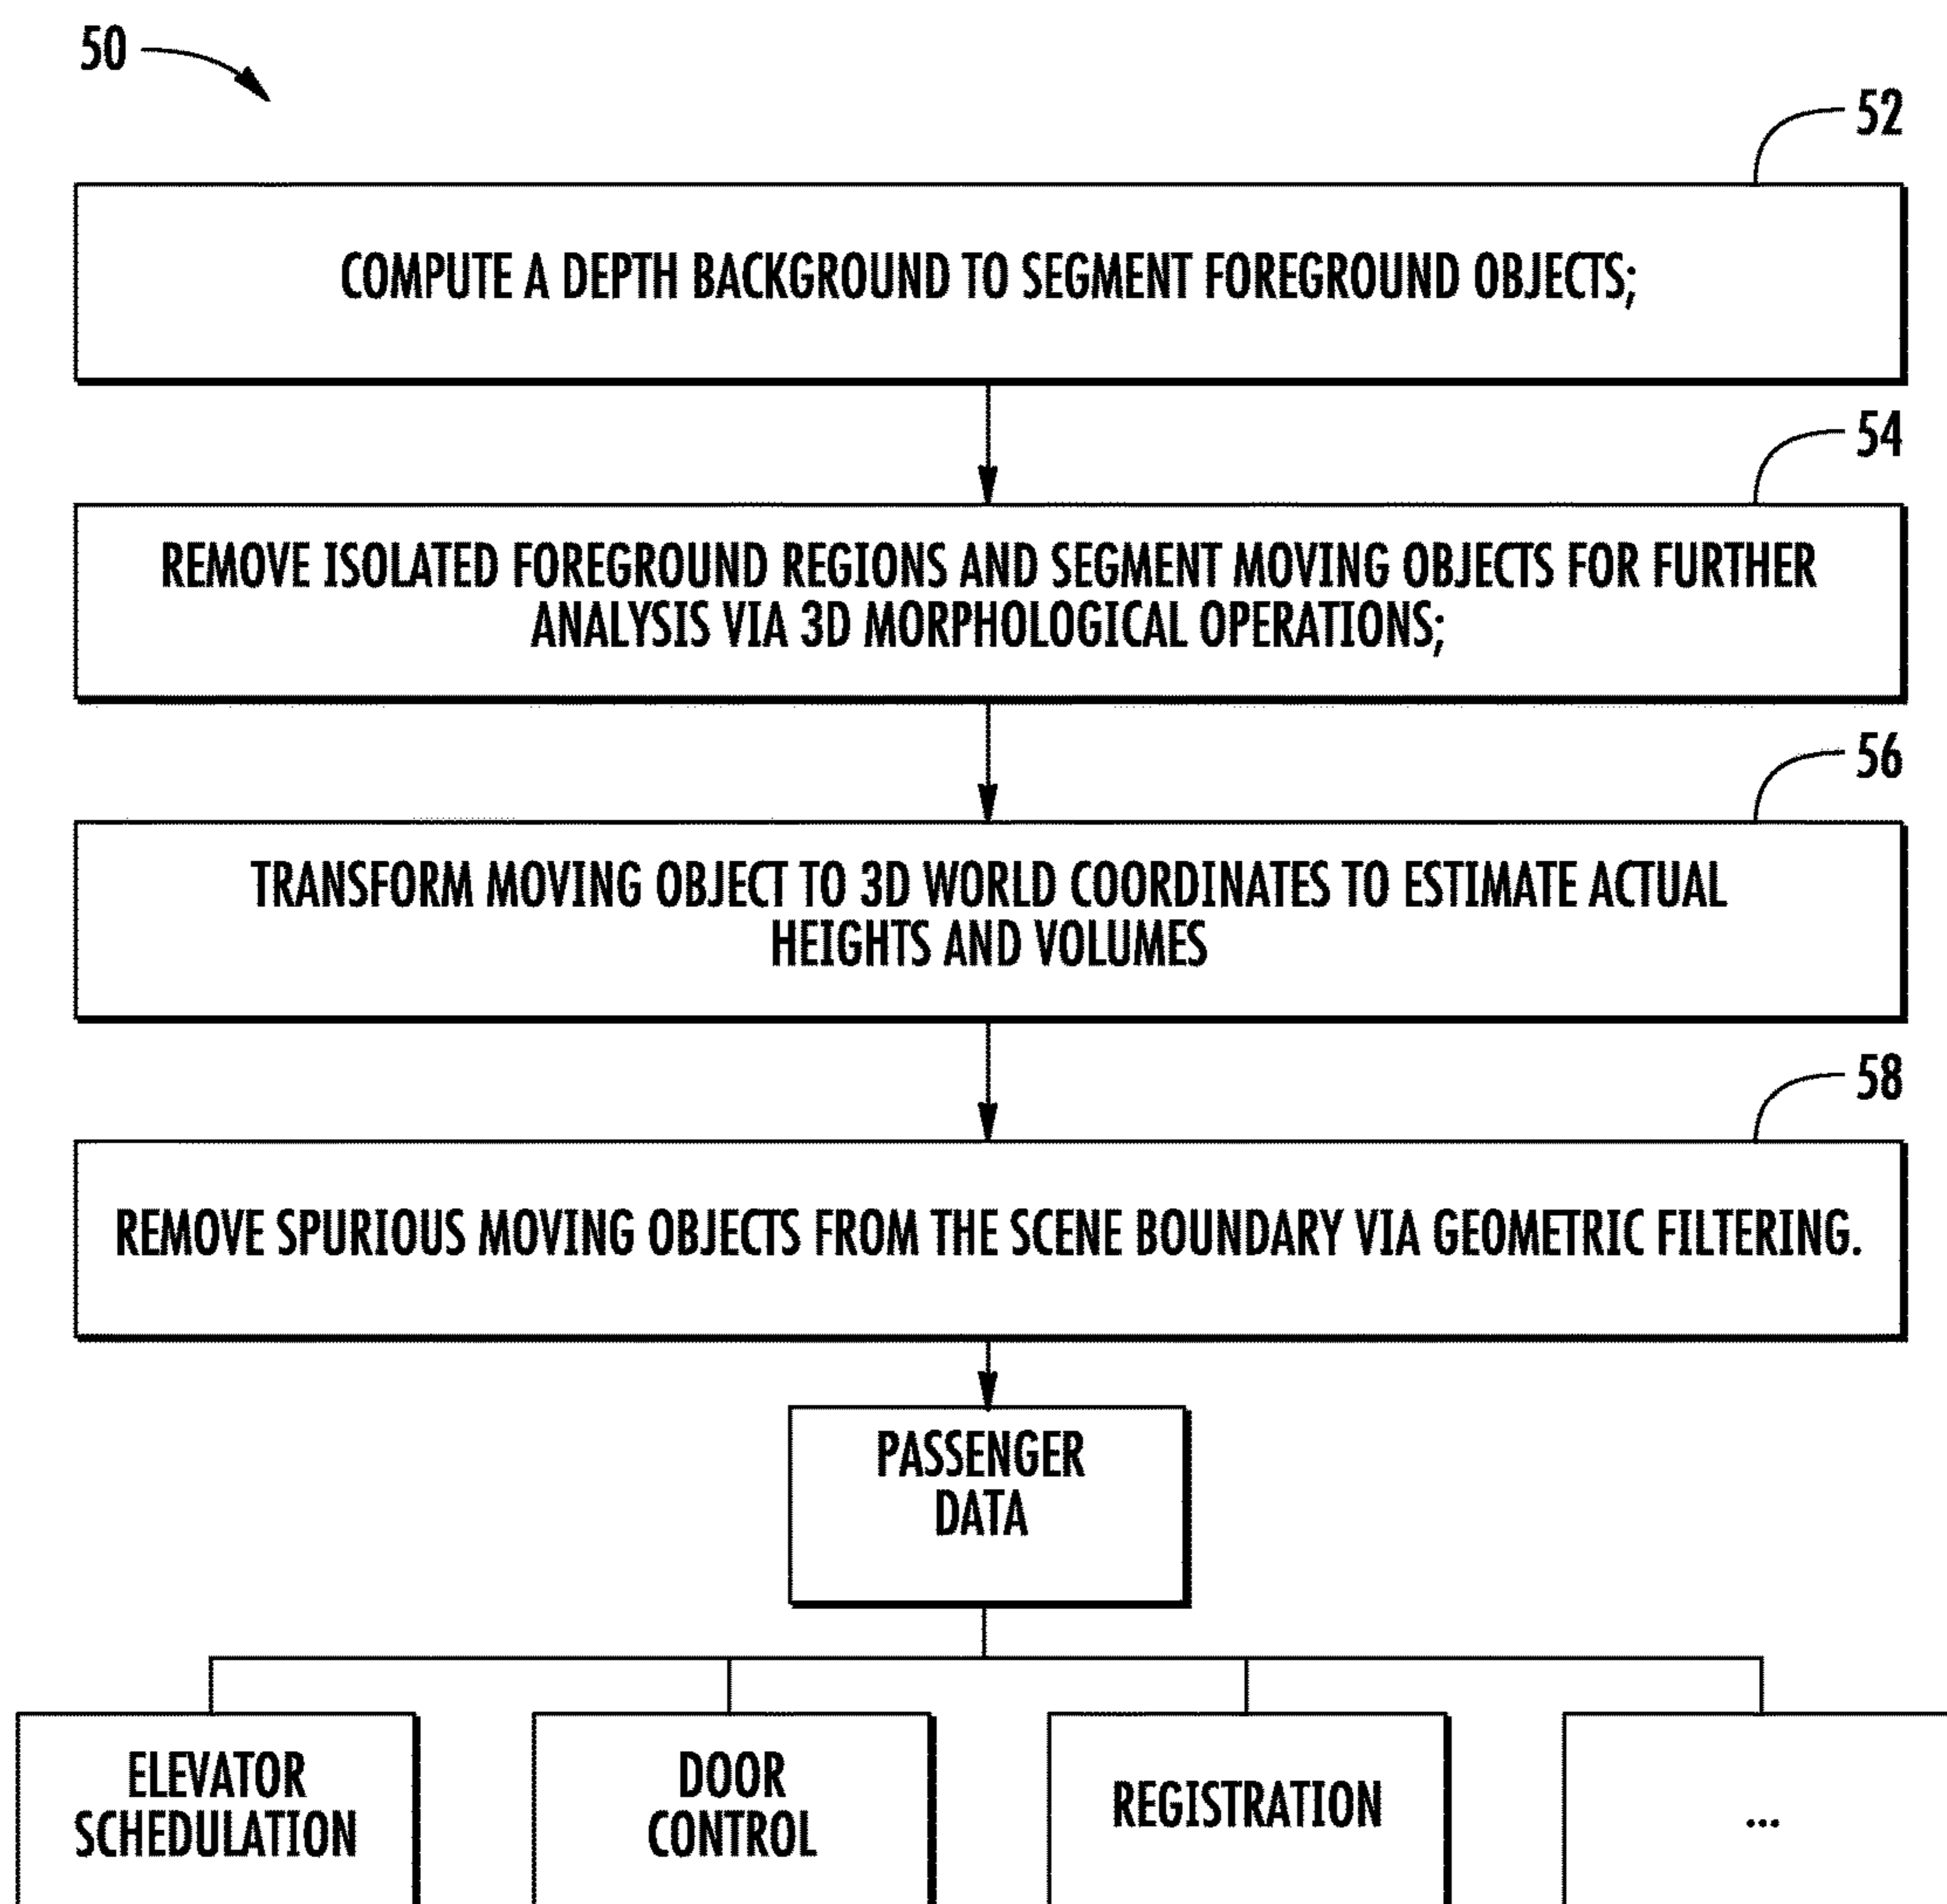 50
52
COMPUTE A DEPTH BACKGROUND TO SEGMENT FOREGROUND OBJECTS;
54
REMOVE ISOLATED FOREGROUND REGIONS AND SEGMENT MOVING OBJECTS FOR FURTHER
ANALYSIS VIA 3D MORPHOLOGICAL OPERATIONS;
56
TRANSFORM MOVING OBJECT TO 3D WORLD COORDINATES TO ESTIMATE ACTUAL
HEIGHTS AND VOLUMES
58
REMOVE SPURIOUS MOVING OBJECTS FROM THE SCENE BOUNDARY VIA GEOMETRIC FILTERING.
PASSENGER
DATA
ELEVATOR
SCHEDULATION
DOOR
CONTROL
REGISTRATION
...